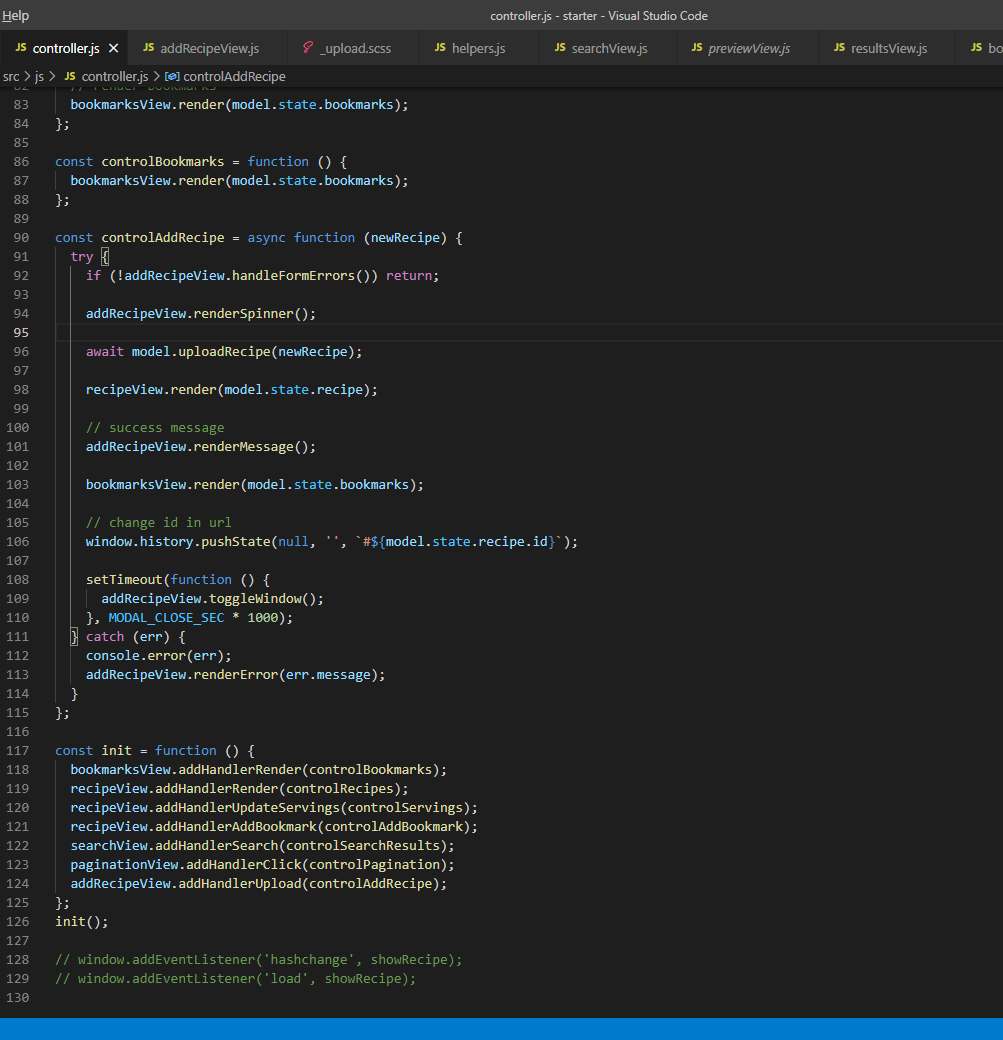 Help
controller.js - starter - Visual Studio Code
JS controller.js × JS addRecipeView.js _upload.scss JS helpers.js JS searchView.js JS previewView.js JS resultsView.js JS bo
src > js > JS controller.js > controlAddRecipe
82 // render bookmarks
83 bookmarksView.render(model.state.bookmarks);
84 };
85
86 const controlBookmarks = function () {
87 bookmarksView.render(model.state.bookmarks);
88 };
89
90 const controlAddRecipe = async function (newRecipe) {
91 try {
92 if (!addRecipeView.handleFormErrors()) return;
93
94 addRecipeView.renderSpinner();
95
96 await model.uploadRecipe(newRecipe);
97
98 recipeView.render(model.state.recipe);
99
100 // success message
101 addRecipeView.renderMessage();
102
103 bookmarksView.render(model.state.bookmarks);
104
105 // change id in url
106 window.history.pushState(null, '', `#${model.state.recipe.id}`);
107
108 setTimeout(function () {
109 addRecipeView.toggleWindow();
110 }, MODAL_CLOSE_SEC * 1000);
111 } catch (err) {
112 console.error(err);
113 addRecipeView.renderError(err.message);
114 }
115 };
116
117 const init = function () {
118 bookmarksView.addHandlerRender(controlBookmarks);
119 recipeView.addHandlerRender(controlRecipes);
120 recipeView.addHandlerUpdateServings(controlServings);
121 recipeView.addHandlerAddBookmark(controlAddBookmark);
122 searchView.addHandlerSearch(controlSearchResults);
123 paginationView.addHandlerClick(controlPagination);
124 addRecipeView.addHandlerUpload(controlAddRecipe);
125 };
126 init();
127
128 // window.addEventListener('hashchange', showRecipe);
129 // window.addEventListener('load', showRecipe);
130